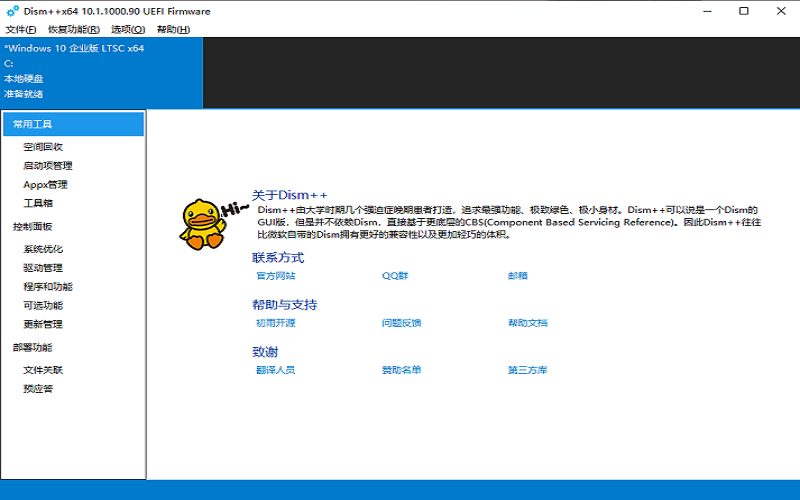 Dism++x64 10.1.1000.90 UEFI Firmware
文件(F) 恢复功能(R) 选项(O) 帮助(H)
*Windows 10 企业版 LTSC x64
C:
本地硬盘
准备就绪
常用工具
空间回收
启动项管理
Appx管理
工具箱
控制面板
系统优化
驱动管理
程序和功能
可选功能
更新管理
部署功能
文件关联
预应答
Hi~
关于Dism++
Dism++由大学时期几个强迫症晚期患者打造，追求最强功能、极致绿色、极小身材。Dism++可以说是一个Dism的
GUI版，但是并不依赖Dism，直接基于更底层的CBS(Component Based Servicing Reference)。因此Dism++往往
比微软自带的Dism拥有更好的兼容性以及更加轻巧的体积。
联系方式
官方网站 QQ群 邮箱
帮助与支持
初雨开源 问题反馈 帮助文档
致谢
翻译人员 赞助名单 第三方库